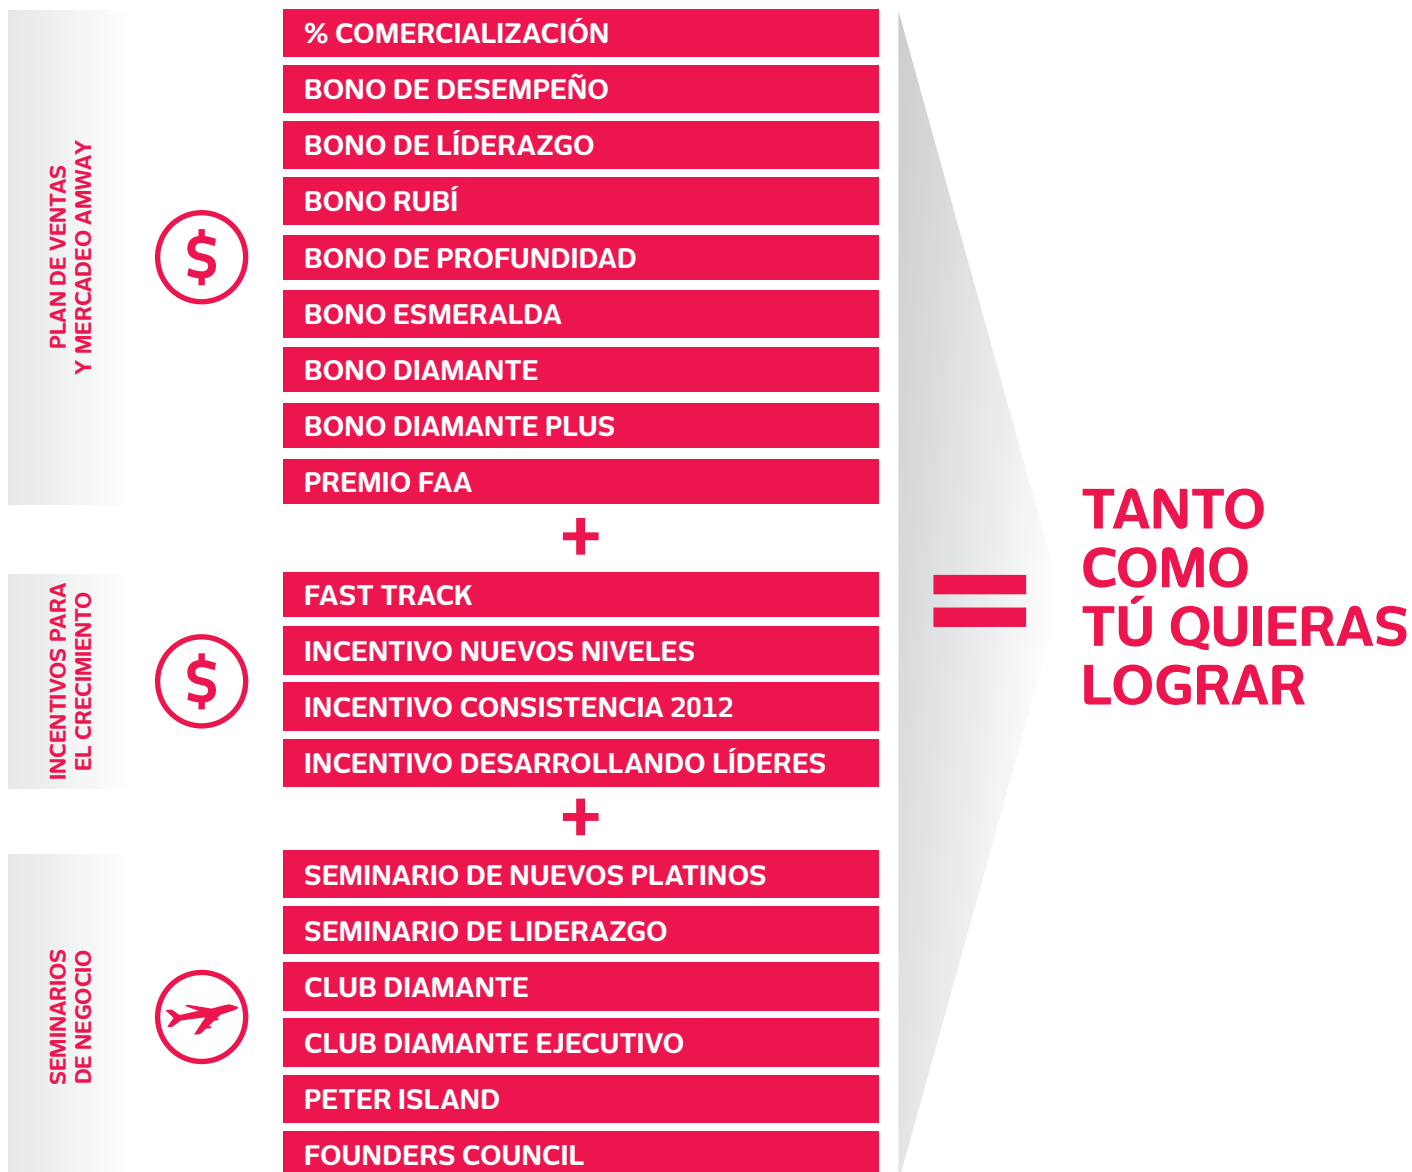 PLAN DE VENTAS
Y MERCADEO AMWAY
$
% COMERCIALIZACIÓN
BONO DE DESEMPEÑO
BONO DE LÍDERAZGO
BONO RUBÍ
BONO DE PROFUNDIDAD
BONO ESMERALDA
BONO DIAMANTE
BONO DIAMANTE PLUS
PREMIO FAA
+
INCENTIVOS PARA
EL CRECIMIENTO
$
FAST TRACK
INCENTIVO NUEVOS NIVELES
INCENTIVO CONSISTENCIA 2012
INCENTIVO DESARROLLANDO LÍDERES
+
SEMINARIOS
DE NEGOCIO
SEMINARIO DE NUEVOS PLATINOS
SEMINARIO DE LIDERAZGO
CLUB DIAMANTE
CLUB DIAMANTE EJECUTIVO
PETER ISLAND
FOUNDERS COUNCIL
=
TANTO
COMO
TÚ QUIERAS
LOGRAR